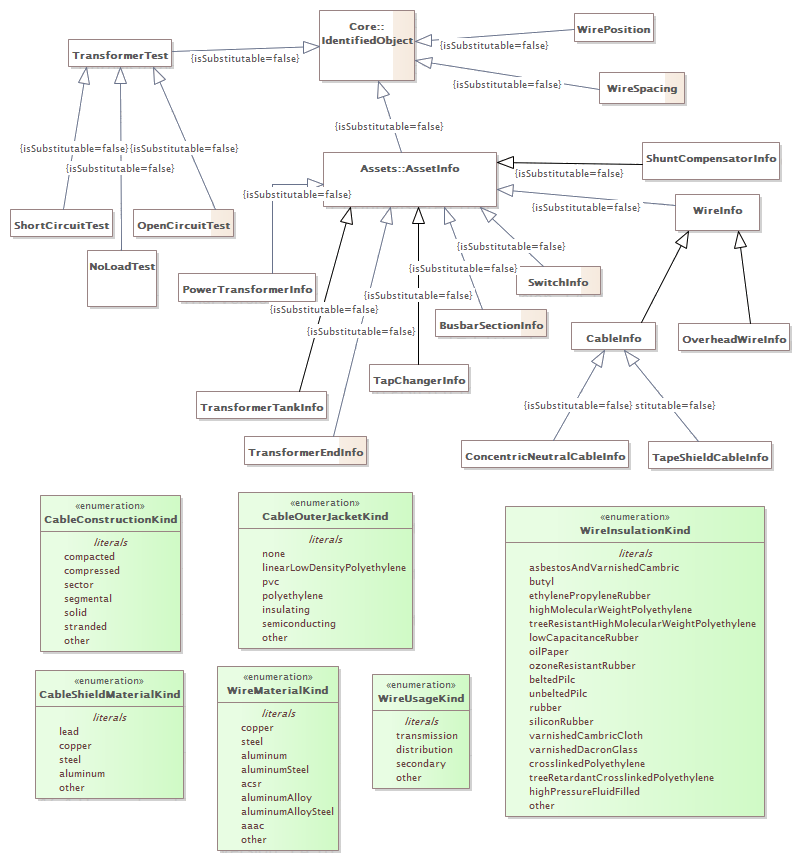 Core::
IdentifiedObject
WirePosition
TransformerTest
{isSubstitutable=false}
{isSubstitutable=false}
{isSubstitutable=false}
WireSpacing
{isSubstitutable=false}
{isSubstitutable=false}
{isSubstitutable=false}
{isSubstitutable=false}
Assets::AssetInfo
ShuntCompensatorInfo
{isSubstitutable=false}
{isSubstitutable=false}
{isSubstitutable=false}
WireInfo
ShortCircuitTest
OpenCircuitTest
{isSubstitutable=false}
NoLoadTest
{isSubstitutable=false}
PowerTransformerInfo
SwitchInfo
{isSubstitutable=false}
{isSubstitutable=false}
BusbarSectionInfo
{isSubstitutable=false}
CableInfo
OverheadWireInfo
TapChangerInfo
TransformerTankInfo
{isSubstitutable=false}
stitutable=false}
TransformerEndInfo
ConcentricNeutralCableInfo
TapeShieldCableInfo
«enumeration»
CableConstructionKind
literals
compacted
compressed
sector
segmental
solid
stranded
other
«enumeration»
CableOuterJacketKind
literals
none
linearLowDensityPolyethylene
pvc
polyethylene
insulating
semiconducting
other
«enumeration»
WireInsulationKind
literals
asbestosAndVarnishedCambric
butyl
ethylenePropyleneRubber
highMolecularWeightPolyethylene
treeResistantHighMolecularWeightPolyethylene
lowCapacitanceRubber
oilPaper
ozoneResistantRubber
beltedPilc
unbeltedPilc
rubber
siliconRubber
varnishedCambricCloth
varnishedDacronGlass
crosslinkedPolyethylene
treeRetardantCrosslinkedPolyethylene
highPressureFluidFilled
other
«enumeration»
CableShieldMaterialKind
literals
lead
copper
steel
aluminum
other
«enumeration»
WireMaterialKind
literals
copper
steel
aluminum
aluminumSteel
acsr
aluminumAlloy
aluminumAlloySteel
aaac
other
«enumeration»
WireUsageKind
literals
transmission
distribution
secondary
other